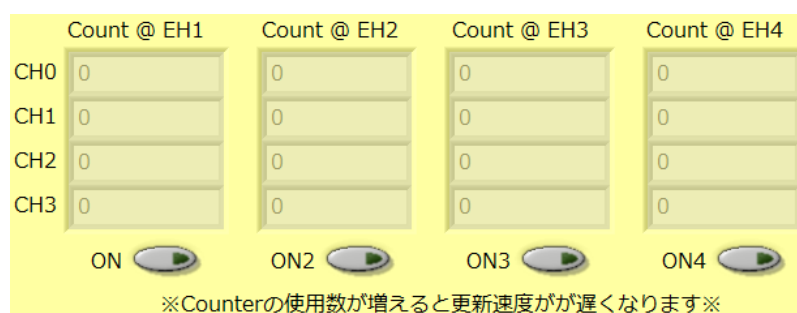 Count @ EH1 Count @ EH2 Count @ EH3 Count @ EH4
CH0 0 0 0 0
CH1 0 0 0 0
CH2 0 0 0 0
CH3 0 0 0 0
ON ON2 ON3 ON4
※Counterの使用数が増えると更新速度がが遅くなります※